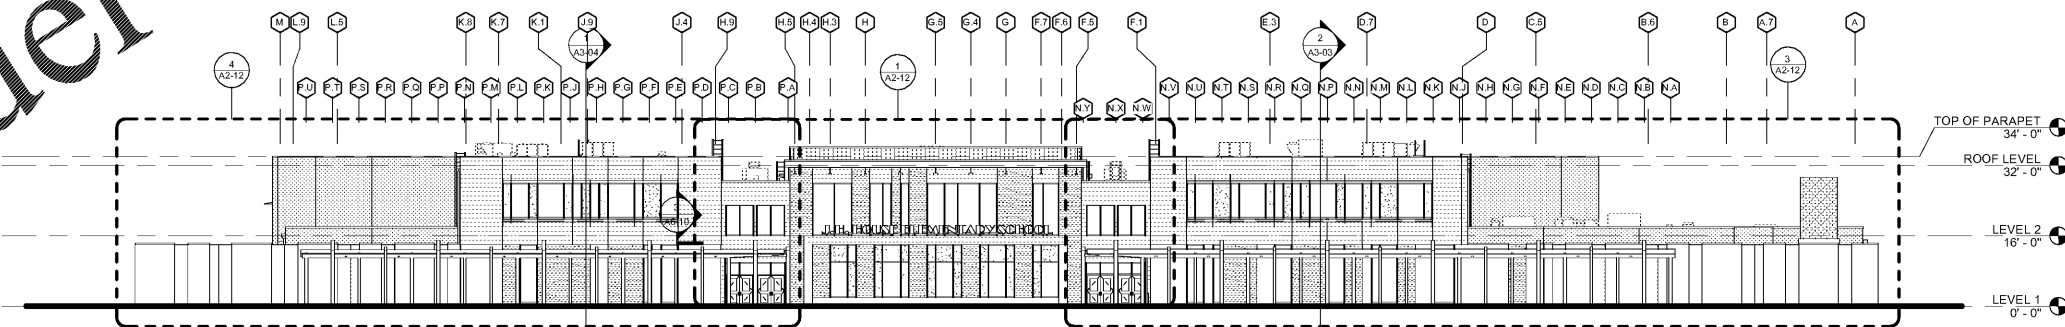 uer
M L.9 L.5 K.8 K.7 K.1 J.9 J.4 H.9 H.5 H.4 H.3 H G.5 G.4 G F.7 F.6 F.5 F.1 E.3 D.7 D C.5 B.6 B A.7 A
4
A2-12
1
A3-04
1
A2-12
2
A3-03
3
A2-12
P.U P.T P.S P.R P.Q P.P P.N P.M P.L P.K P.J P.H P.G P.F P.E P.D P.C P.B P.A
N.Y N.X N.W
N.V N.U N.T N.S N.R N.Q N.P N.N N.M N.L N.K N.J N.H N.G N.F N.E N.D N.C N.B N.A
TOP OF PARAPET
34' - 0"
ROOF LEVEL
32' - 0"
J.H. HOUSE ELEMENTARY SCHOOL
LEVEL 2
16' - 0"
LEVEL 1
0' - 0"